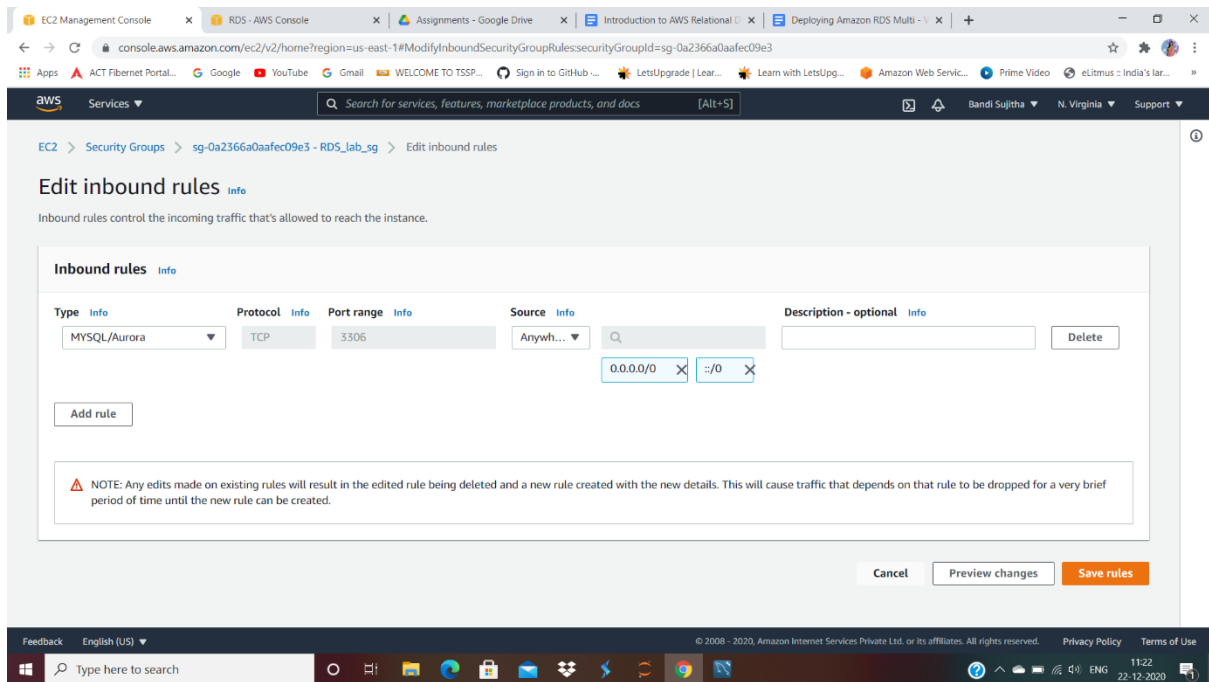 EC2 Management Console
RDS - AWS Console
Assignments - Google Drive
Introduction to AWS Relational D
Deploying Amazon RDS Multi -
console.aws.amazon.com/ec2/v2/home?region=us-east-1#ModifyInboundSecurityGroupRules:securityGroupId=sg-0a2366a0aafec09e3
Apps ACT Fibernet Portal... Google YouTube Gmail WELCOME TO TSSP... Sign in to GitHub ·... LetsUpgrade | Lear... Learn with LetsUpg... Amazon Web Servic... Prime Video eLitmus :: India's lar... »
aws Services Search for services, features, marketplace products, and docs [Alt+S] Bandi Sujitha N. Virginia Support
EC2 > Security Groups > sg-0a2366a0aafec09e3 - RDS_lab_sg > Edit inbound rules
Edit inbound rules Info
Inbound rules control the incoming traffic that's allowed to reach the instance.
Inbound rules Info
Type Info Protocol Info Port range Info Source Info Description - optional Info
MYSQL/Aurora TCP 3306 Anywh... Delete
0.0.0.0/0 ::/0
Add rule
NOTE: Any edits made on existing rules will result in the edited rule being deleted and a new rule created with the new details. This will cause traffic that depends on that rule to be dropped for a very brief
period of time until the new rule can be created.
Cancel Preview changes Save rules
Feedback English (US) © 2008 - 2020, Amazon Internet Services Private Ltd. or its affiliates. All rights reserved. Privacy Policy Terms of Use
Type here to search ENG 11:22
22-12-2020